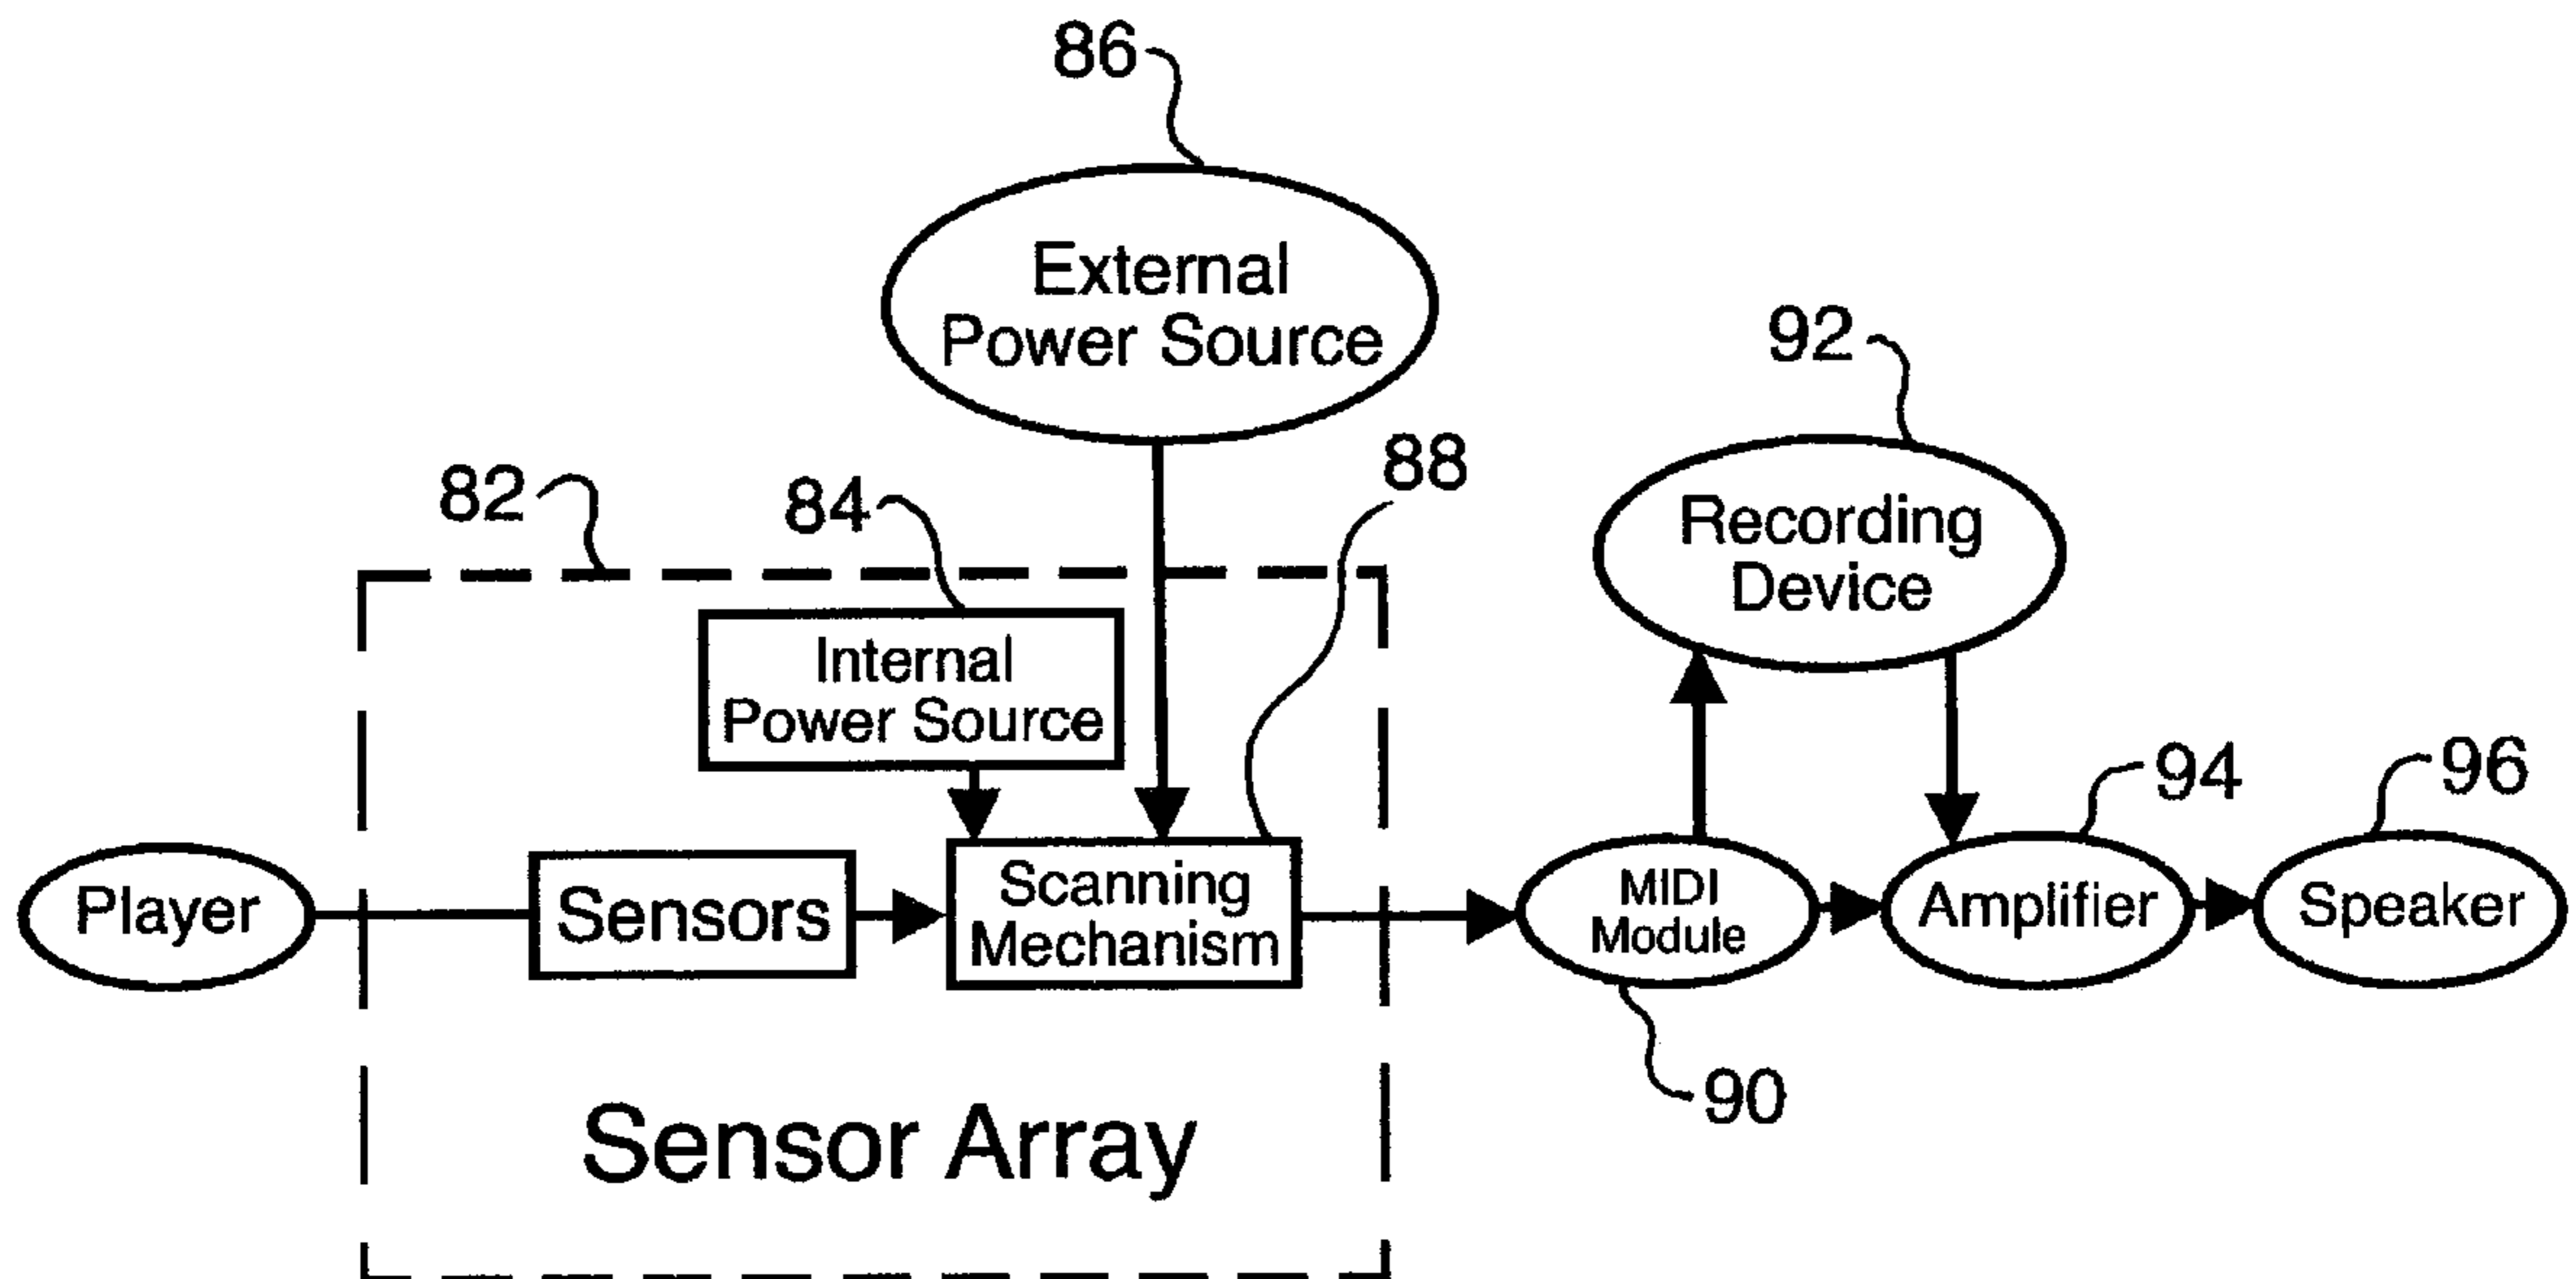 86
External
Power Source
92
82
84
88
Recording
Device
Internal
Power Source
94
96
Player
Sensors
Scanning
Mechanism
MIDI
Module
Amplifier
Speaker
90
Sensor Array